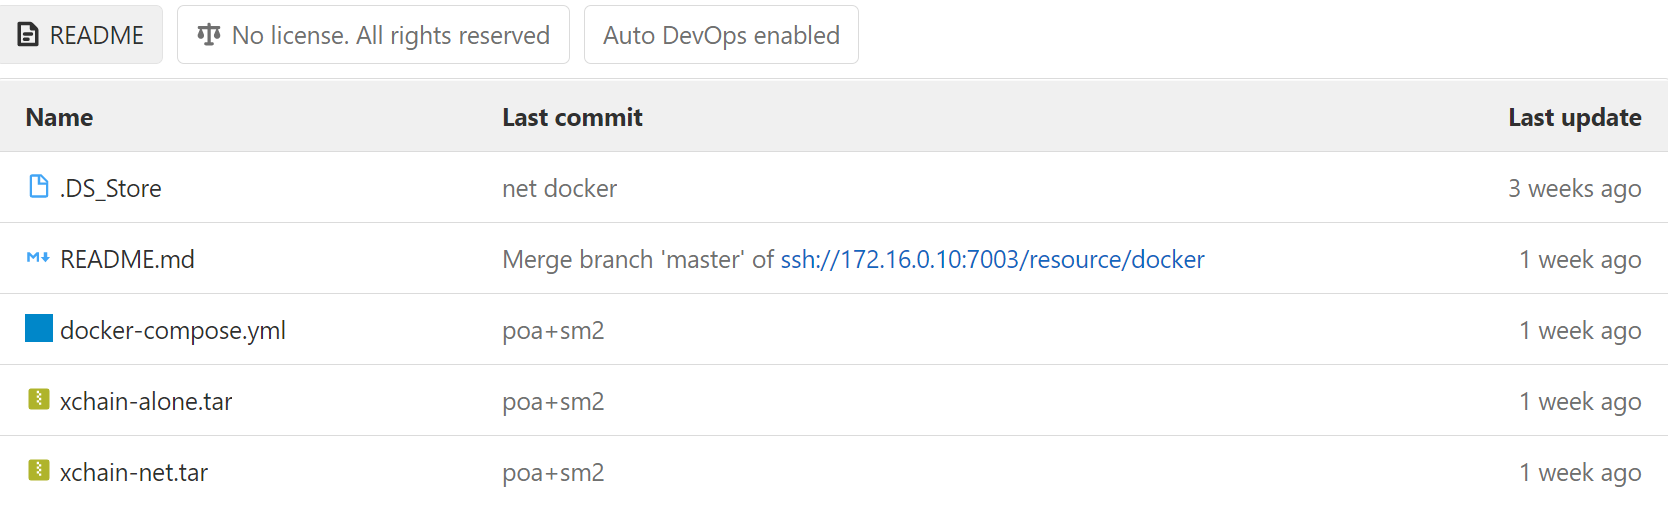 README No license. All rights reserved Auto DevOps enabled
Name Last commit Last update
.DS_Store net docker 3 weeks ago
README.md Merge branch 'master' of ssh://172.16.0.10:7003/resource/docker 1 week ago
docker-compose.yml poa+sm2 1 week ago
xchain-alone.tar poa+sm2 1 week ago
xchain-net.tar poa+sm2 1 week ago